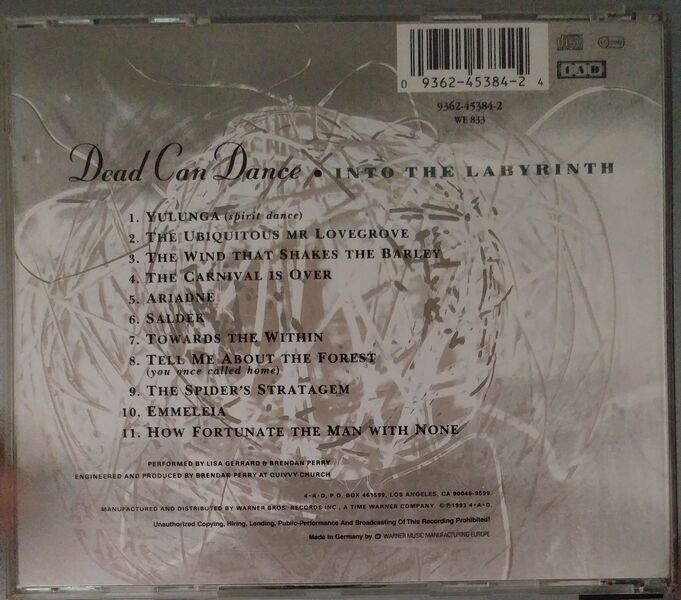 0 9362-45384-2 4
9362-45384-2
WE 833
4AD
Dead Can Dance • INTO THE LABYRINTH
1. YULUNGA (spirit dance)
2. THE UBIQUITOUS MR LOVEGROVE
3. THE WIND THAT SHAKES THE BARLEY
4. THE CARNIVAL IS OVER
5. ARIADNE
6. SALDEK
7. TOWARDS THE WITHIN
8. TELL ME ABOUT THE FOREST
(you once called home)
9. THE SPIDER'S STRATAGEM
10. EMMELEIA
11. HOW FORTUNATE THE MAN WITH NONE
PERFORMED BY LISA GERRARD & BRENDAN PERRY
ENGINEERED AND PRODUCED BY BRENDAN PERRY AT QUIVVY CHURCH
4•A•D, P.O. BOX 461599, LOS ANGELES, CA 90046-9599
MANUFACTURED AND DISTRIBUTED BY WARNER BROS. RECORDS INC., A TIME WARNER COMPANY. ©℗1993 4•A•D.
Unauthorized Copying, Hiring, Lending, Public-Performance And Broadcasting Of This Recording Prohibited!
Made in Germany by WARNER MUSIC MANUFACTURING EUROPE